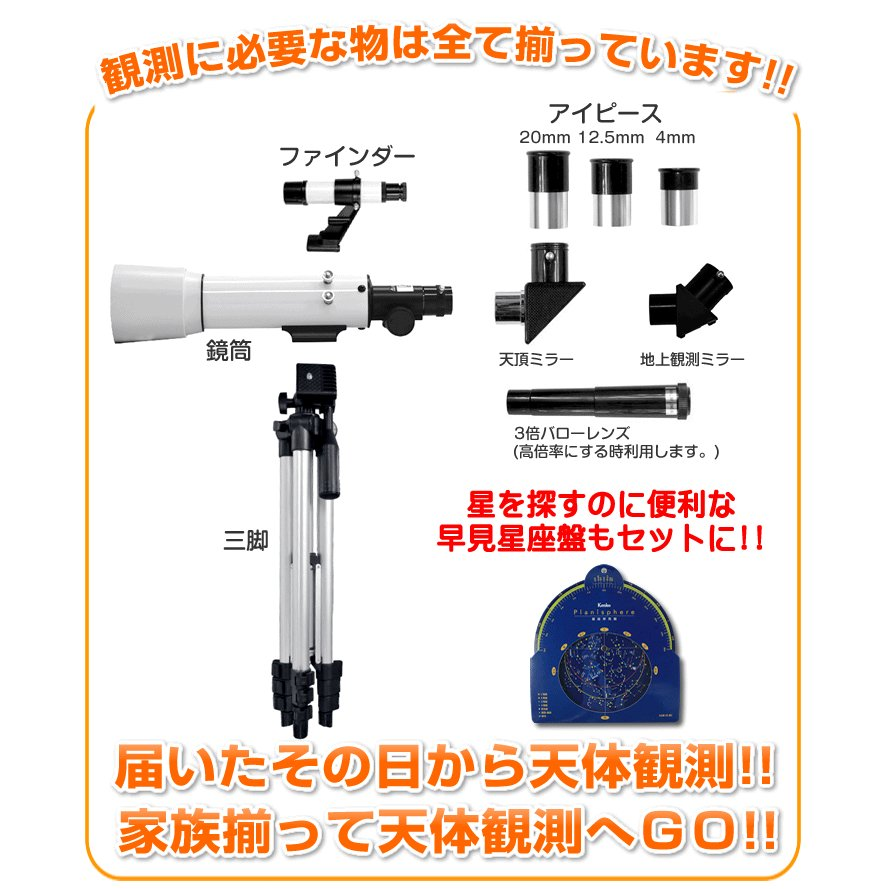 観測に必要な物は全て揃っています!!
アイピース
20mm 12.5mm 4mm
ファインダー
鏡筒
天頂ミラー
地上観測ミラー
3倍バローレンズ
(高倍率にする時利用します。)
三脚
星を探すのに便利な
早見星座盤もセットに!!
Kenko
Planisphere
届いたその日から天体観測!!
家族揃って天体観測へGO!!